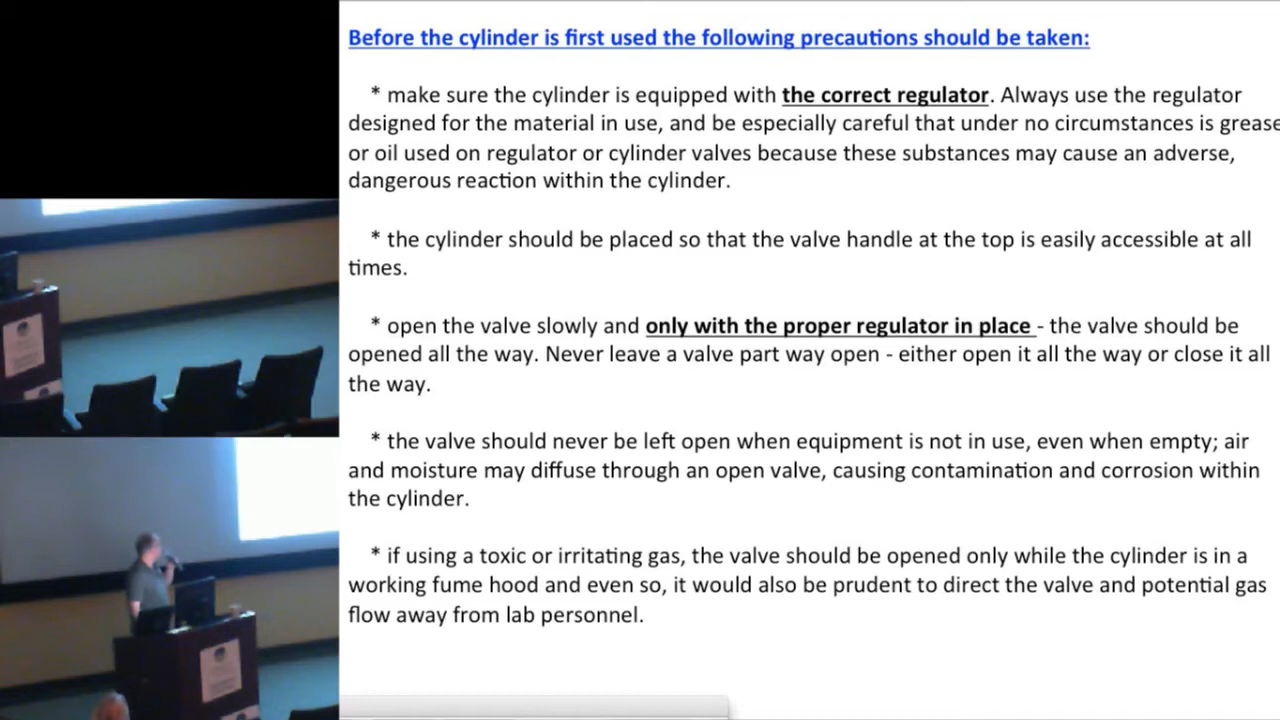 Before the cylinder is first used the following precautions should be taken:
* make sure the cylinder is equipped with the correct regulator. Always use the regulator
designed for the material in use, and be especially careful that under no circumstances is grease
or oil used on regulator or cylinder valves because these substances may cause an adverse,
dangerous reaction within the cylinder.
* the cylinder should be placed so that the valve handle at the top is easily accessible at all
times.
* open the valve slowly and only with the proper regulator in place - the valve should be
opened all the way. Never leave a valve part way open - either open it all the way or close it all
the way.
* the valve should never be left open when equipment is not in use, even when empty; air
and moisture may diffuse through an open valve, causing contamination and corrosion within
the cylinder.
* if using a toxic or irritating gas, the valve should be opened only while the cylinder is in a
working fume hood and even so, it would also be prudent to direct the valve and potential gas
flow away from lab personnel.